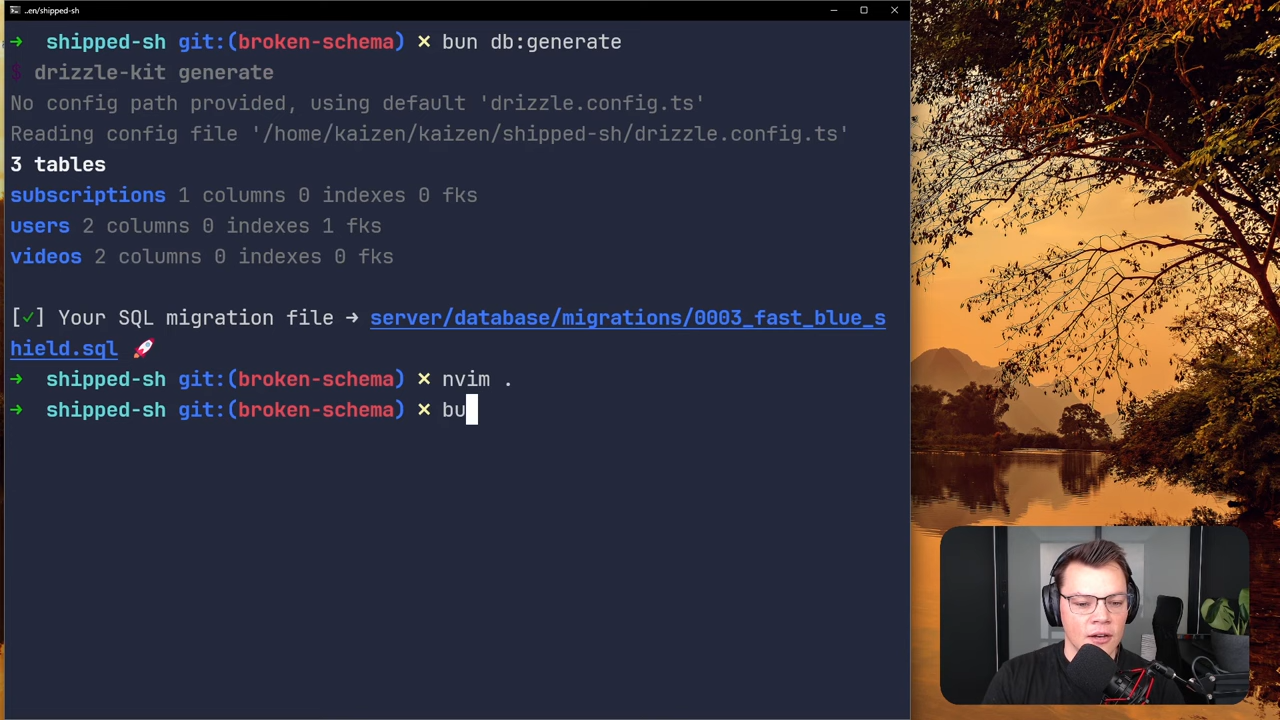 ..en/shipped-sh
→ shipped-sh git:(broken-schema) ✗ bun db:generate
$ drizzle-kit generate
No config path provided, using default 'drizzle.config.ts'
Reading config file '/home/kaizen/kaizen/shipped-sh/drizzle.config.ts'
3 tables
subscriptions 1 columns 0 indexes 0 fks
users 2 columns 0 indexes 1 fks
videos 2 columns 0 indexes 0 fks
[✓] Your SQL migration file → server/database/migrations/0003_fast_blue_s
hield.sql 🚀
→ shipped-sh git:(broken-schema) ✗ nvim .
→ shipped-sh git:(broken-schema) ✗ bu